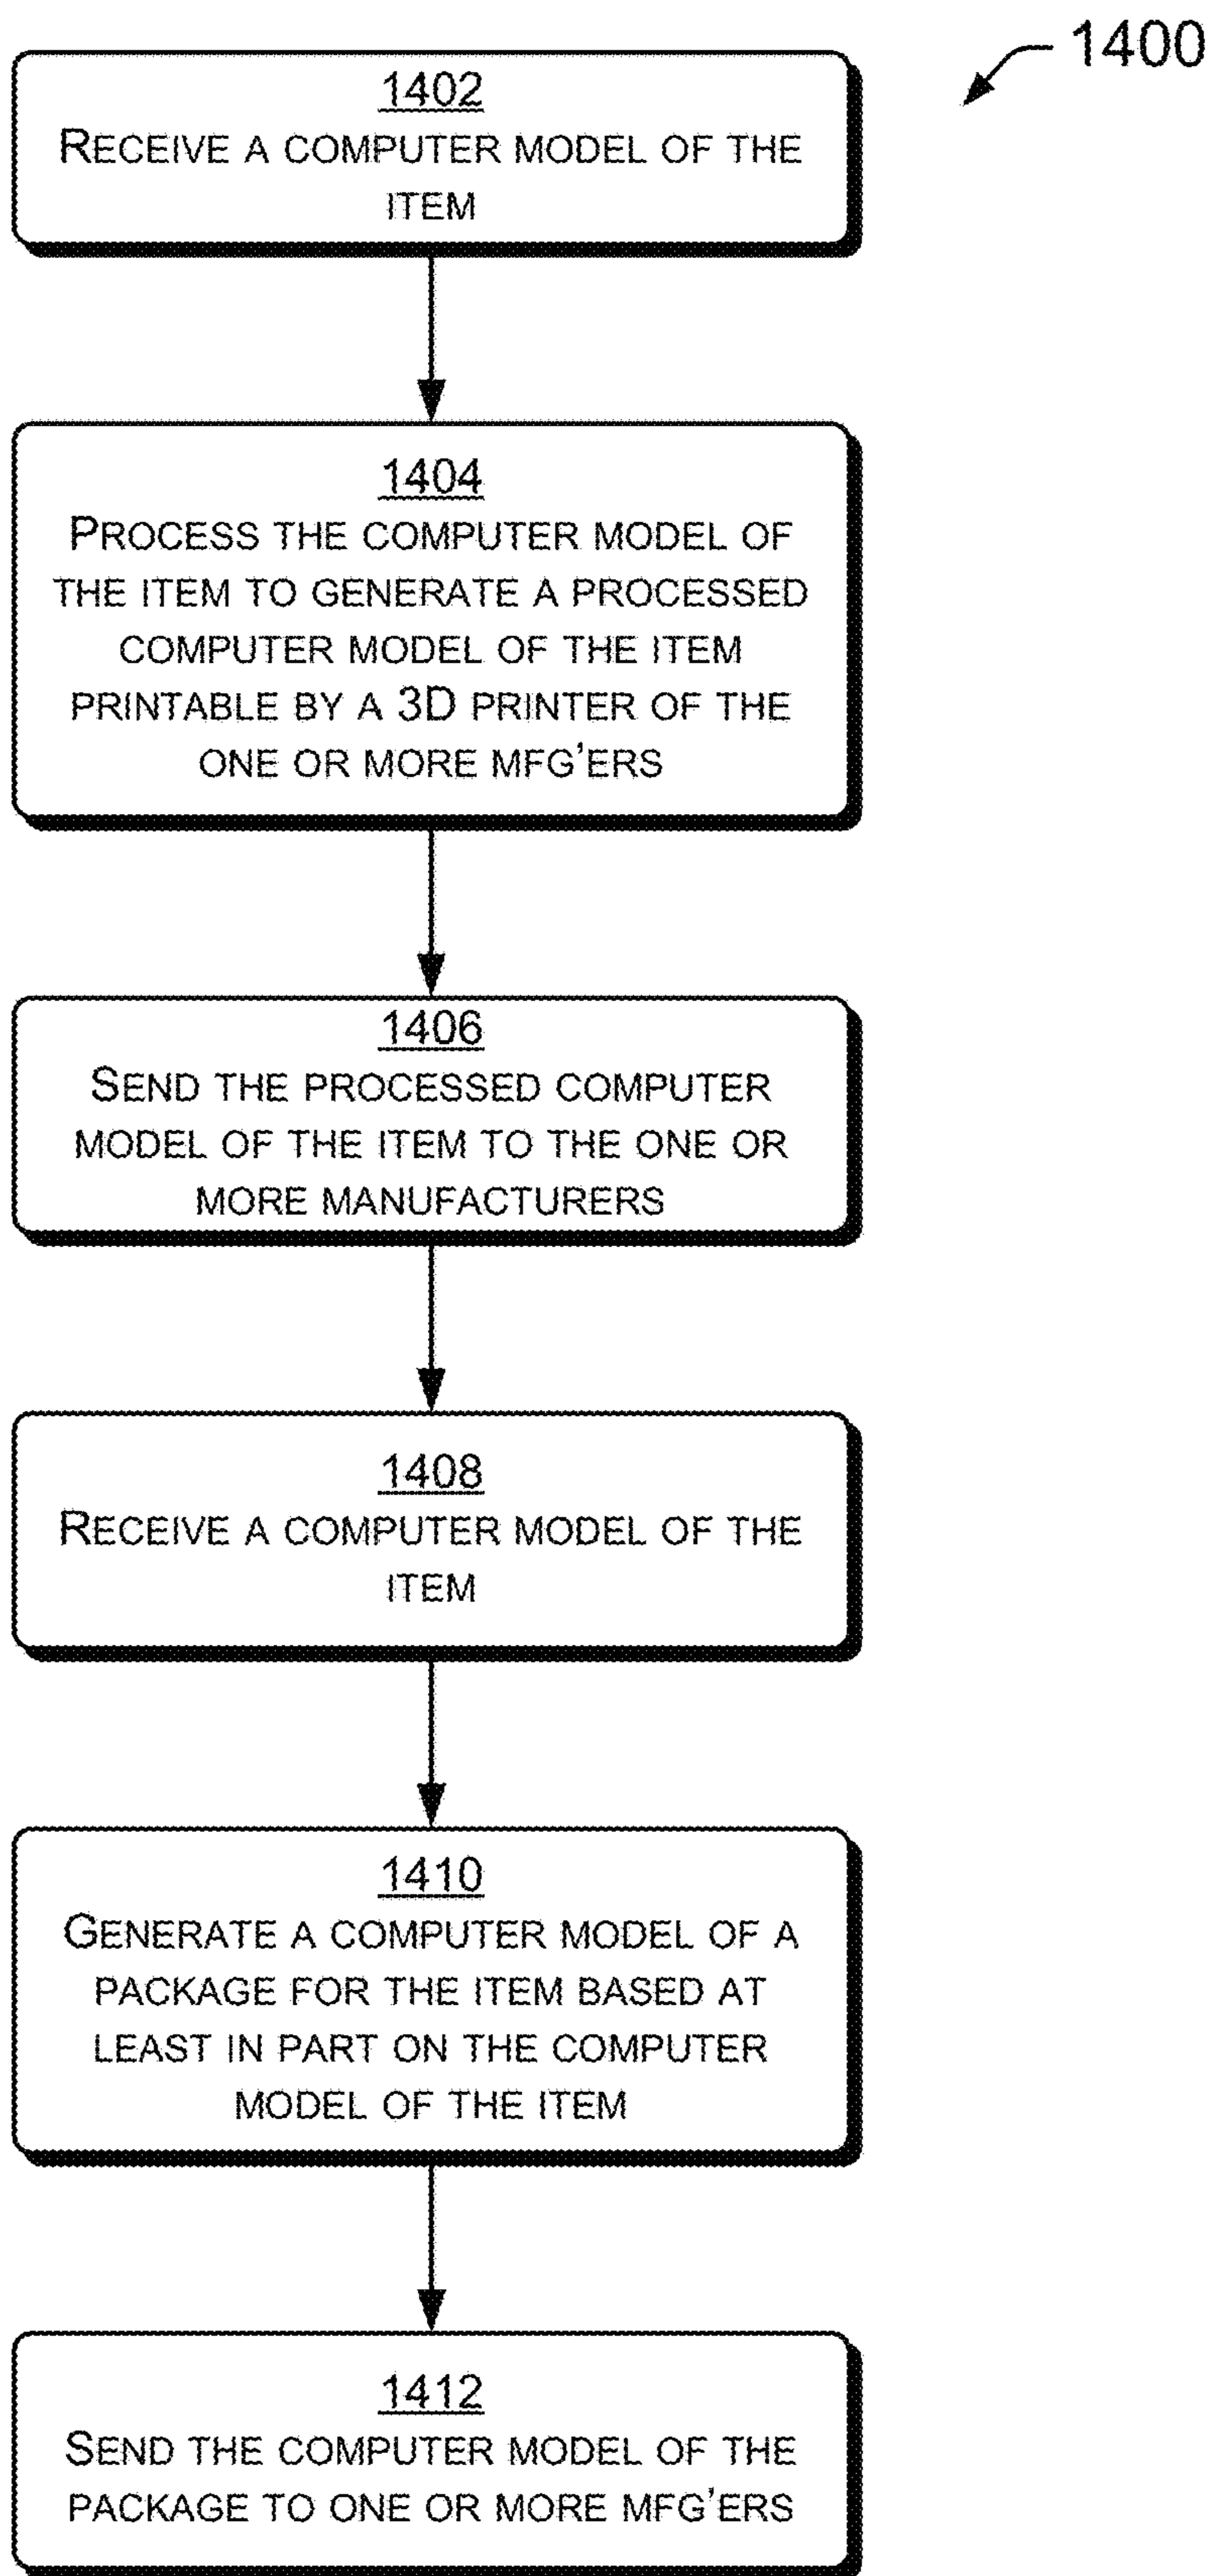 1400
1402
RECEIVE A COMPUTER MODEL OF THE
ITEM
1404
PROCESS THE COMPUTER MODEL OF
THE ITEM TO GENERATE A PROCESSED
COMPUTER MODEL OF THE ITEM
PRINTABLE BY A 3D PRINTER OF THE
ONE OR MORE MFG'ERS
1406
SEND THE PROCESSED COMPUTER
MODEL OF THE ITEM TO THE ONE OR
MORE MANUFACTURERS
1408
RECEIVE A COMPUTER MODEL OF THE
ITEM
1410
GENERATE A COMPUTER MODEL OF A
PACKAGE FOR THE ITEM BASED AT
LEAST IN PART ON THE COMPUTER
MODEL OF THE ITEM
1412
SEND THE COMPUTER MODEL OF THE
PACKAGE TO ONE OR MORE MFG'ERS